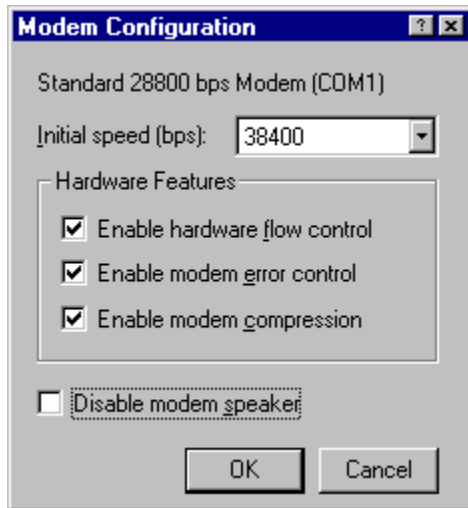 Modem Configuration
Standard 28800 bps Modem (COM1)
Initial speed (bps): 38400
Hardware Features
Enable hardware flow control
Enable modem error control
Enable modem compression
Disable modem speaker
OK Cancel